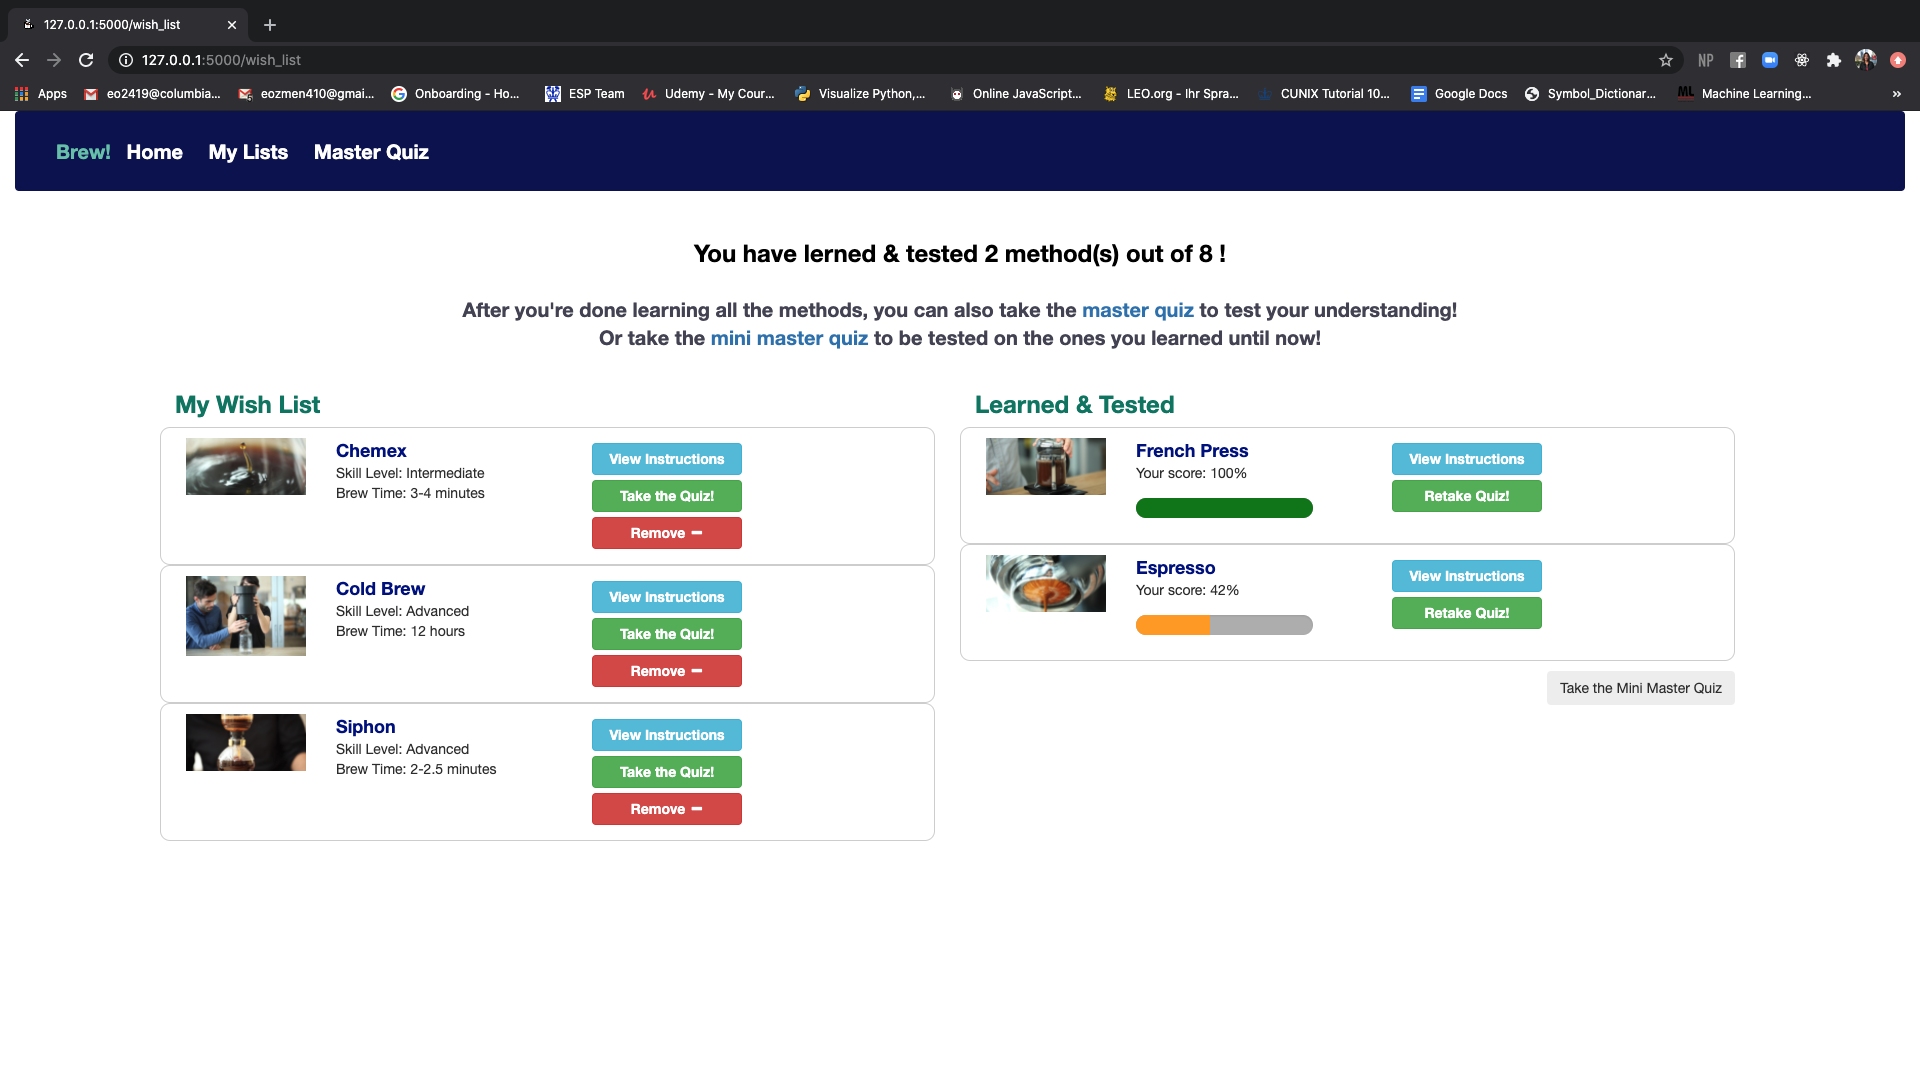 127.0.0.1:5000/wish_list
127.0.0.1:5000/wish_list
NP
Apps eo2419@columbia... eozmen410@gmai... Onboarding - Ho... ESP Team Udemy - My Cour... Visualize Python,... Online JavaScript... LEO.org - Ihr Spra... CUNIX Tutorial 10... Google Docs Symbol_Dictionar... ML Machine Learning... »
Brew! Home My Lists Master Quiz
You have lerned & tested 2 method(s) out of 8 !
After you're done learning all the methods, you can also take the master quiz to test your understanding!
Or take the mini master quiz to be tested on the ones you learned until now!
My Wish List
Chemex
Skill Level: Intermediate
Brew Time: 3-4 minutes
View Instructions
Take the Quiz!
Remove
Cold Brew
Skill Level: Advanced
Brew Time: 12 hours
View Instructions
Take the Quiz!
Remove
Siphon
Skill Level: Advanced
Brew Time: 2-2.5 minutes
View Instructions
Take the Quiz!
Remove
Learned & Tested
French Press
Your score: 100%
View Instructions
Retake Quiz!
Espresso
Your score: 42%
View Instructions
Retake Quiz!
Take the Mini Master Quiz